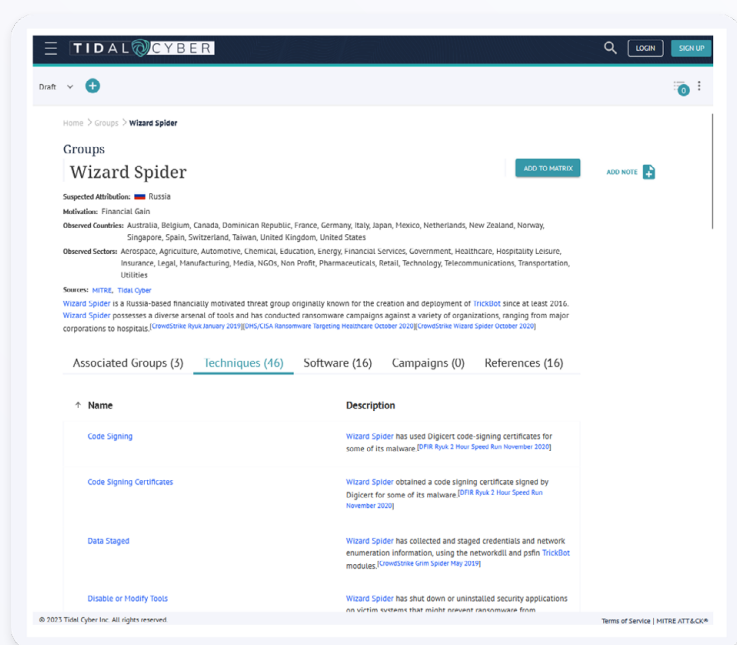 TIDAL CYBER
LOGIN
SIGN UP
Draft
0
Home > Groups > Wizard Spider
Groups
Wizard Spider
ADD TO MATRIX
ADD NOTE
Suspected Attribution: Russia
Motivation: Financial Gain
Observed Countries: Australia, Belgium, Canada, Dominican Republic, France, Germany, Italy, Japan, Mexico, Netherlands, New Zealand, Norway,
Singapore, Spain, Switzerland, Taiwan, United Kingdom, United States
Observed Sectors: Aerospace, Agriculture, Automotive, Chemical, Education, Energy, Financial Services, Government, Healthcare, Hospitality Leisure,
Insurance, Legal, Manufacturing, Media, NGOs, Non Profit, Pharmaceuticals, Retail, Technology, Telecommunications, Transportation,
Utilities
Sources: MITRE, Tidal Cyber
Wizard Spider is a Russia-based financially motivated threat group originally known for the creation and deployment of TrickBot since at least 2016.
Wizard Spider possesses a diverse arsenal of tools and has conducted ransomware campaigns against a variety of organizations, ranging from major
corporations to hospitals.[CrowdStrike Ryuk January 2019][DHS/CISA Ransomware Targeting Healthcare October 2020][CrowdStrike Wizard Spider October 2020]
Associated Groups (3) Techniques (46) Software (16) Campaigns (0) References (16)
↑ Name Description
Code Signing
Wizard Spider has used Digicert code-signing certificates for
some of its malware.[DFIR Ryuk 2 Hour Speed Run November 2020]
Code Signing Certificates
Wizard Spider obtained a code signing certificate signed by
Digicert for some of its malware.[DFIR Ryuk 2 Hour Speed Run
November 2020]
Data Staged
Wizard Spider has collected and staged credentials and network
enumeration information, using the networkdll and psfin TrickBot
modules.[CrowdStrike Grim Spider May 2019]
Disable or Modify Tools
Wizard Spider has shut down or uninstalled security applications
on victim systems that might prevent ransomware from
© 2023 Tidal Cyber Inc. All rights reserved.
Terms of Service | MITRE ATT&CK®